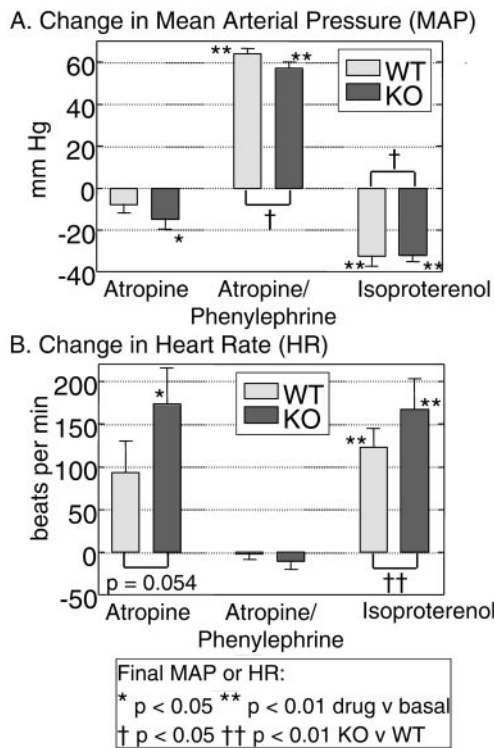 A. Change in Mean Arterial Pressure (MAP)
60
40
20
0
-20
-40
mm Hg
**
**
WT
KO
*
†
†
**
**
Atropine
Atropine/
Phenylephrine
Isoproterenol
B. Change in Heart Rate (HR)
200
150
100
50
0
-50
beats per min
*
WT
KO
**
**
p = 0.054
††
Atropine
Atropine/
Phenylephrine
Isoproterenol
Final MAP or HR:
* p < 0.05 ** p < 0.01 drug v basal
† p < 0.05 †† p < 0.01 KO v WT